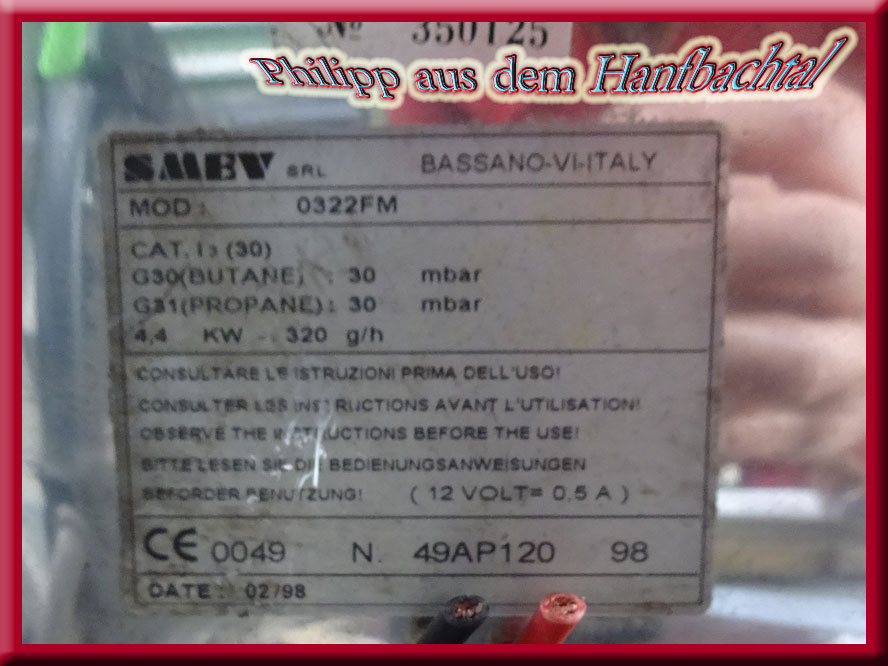 Nº 350125
Philipp aus dem Hanfbachtal
SMEV SRL BASSANO-VI-ITALY
MOD : 0322FM
CAT. I 3 (30)
G30(BUTANE) : 30 mbar
G31(PROPANE) : 30 mbar
4,4 KW - : 320 g/h
CONSULTARE LE ISTRUZIONI PRIMA DELL'USO!
CONSULTER LES INSTRUCTIONS AVANT L'UTILISATION!
OBSERVE THE INSTRUCTIONS BEFORE THE USE!
BITTE LESEN SIE DIE BEDIENUNGSANWEISUNGEN
BEFORDER BENUTZUNG! ( 12 VOLT= 0,5 A )
CE 0049 N. 49AP120 98
DATE : 02/98